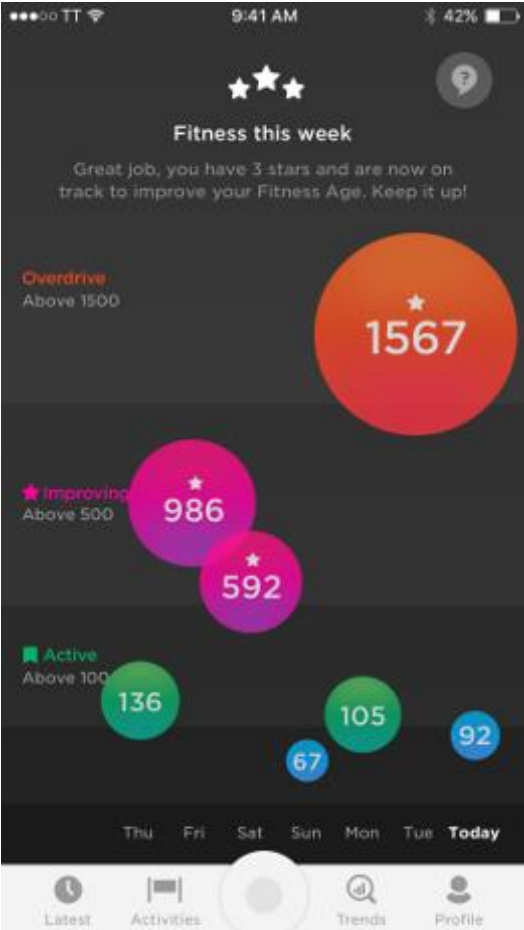 TT 9:41 AM 42%
?
Fitness this week
Great job, you have 3 stars and are now on
track to improve your Fitness Age. Keep it up!
Overdrive
Above 1500
1567
Improving
Above 500
986
592
Active
Above 100
136
105
92
67
Thu Fri Sat Sun Mon Tue Today
Latest Activities Trends Profile